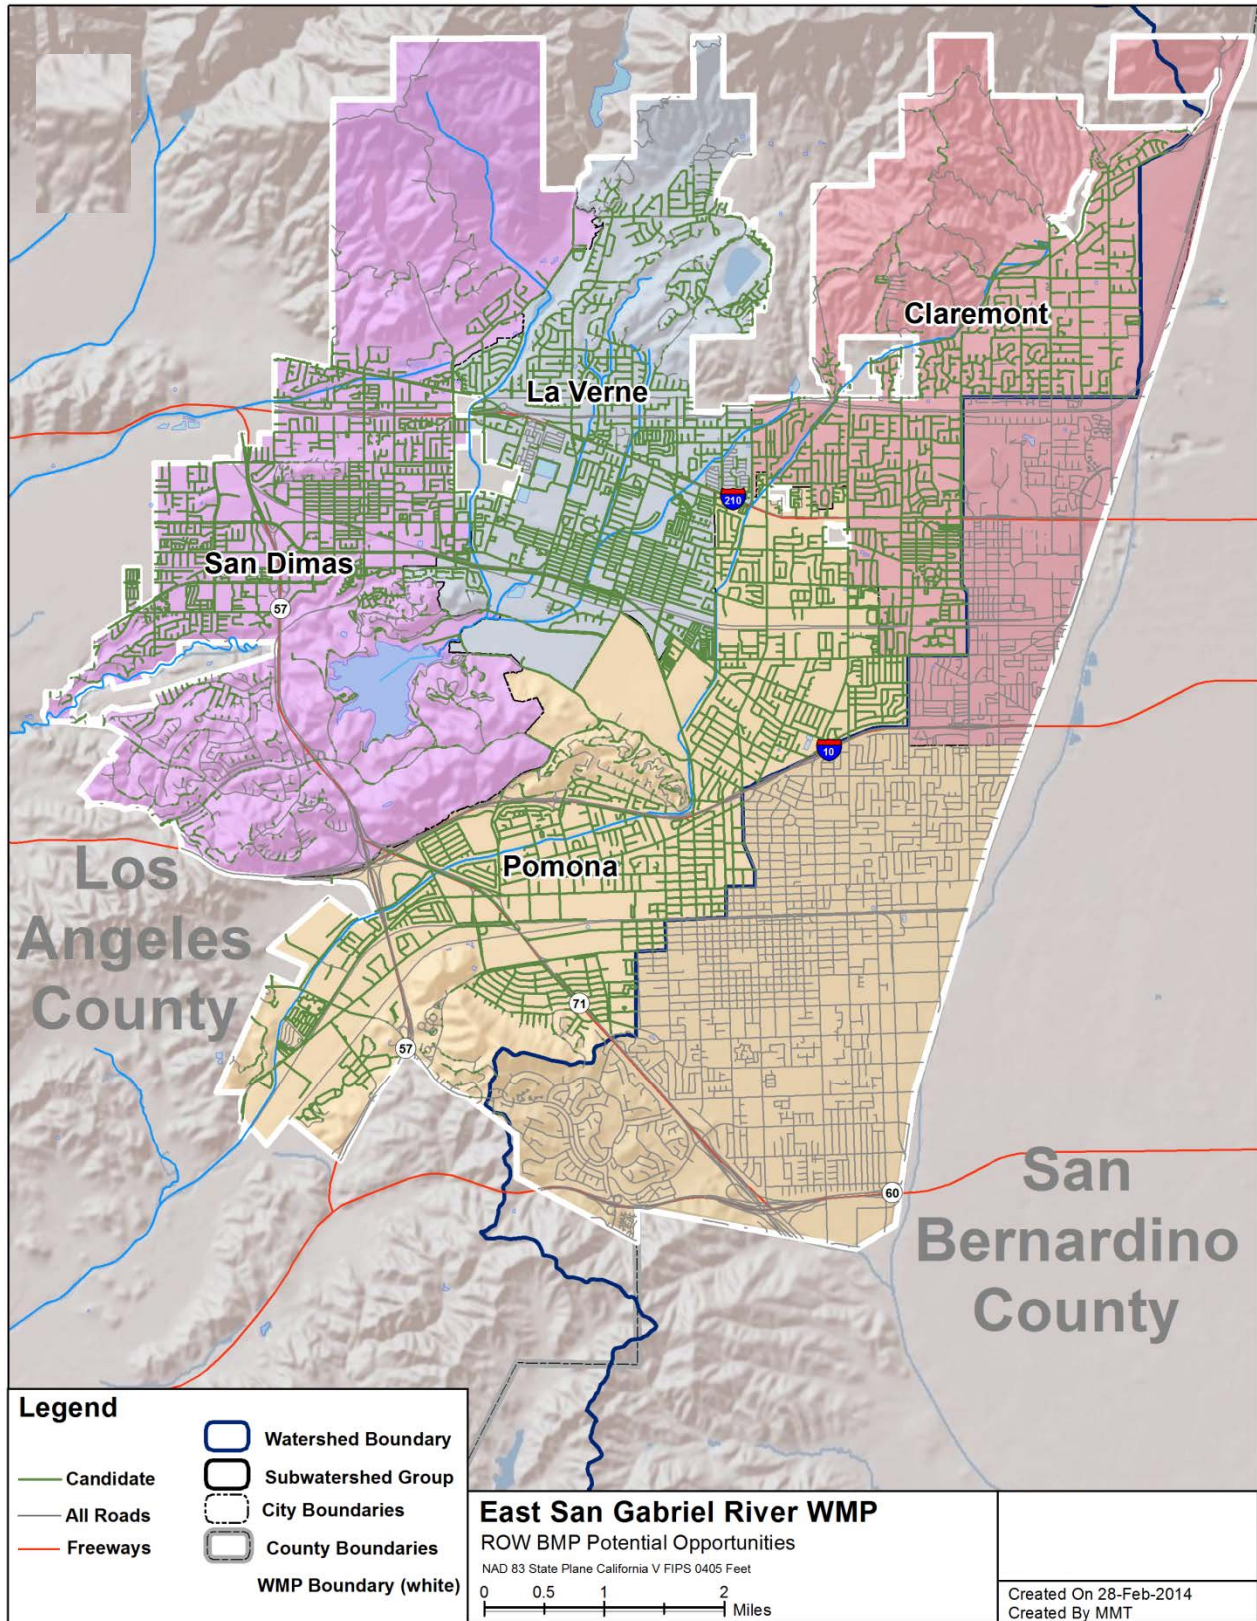 Claremont
La Verne
210
San Dimas
57
10
Pomona
Los
Angeles
County
71
57
San
Bernardino
County
60
Legend
Candidate
All Roads
Freeways
Watershed Boundary
Subwatershed Group
City Boundaries
County Boundaries
WMP Boundary (white)
East San Gabriel River WMP
ROW BMP Potential Opportunities
NAD 83 State Plane California V FIPS 0405 Feet
0 0.5 1 2
Miles
Created On 28-Feb-2014
Created By MMT